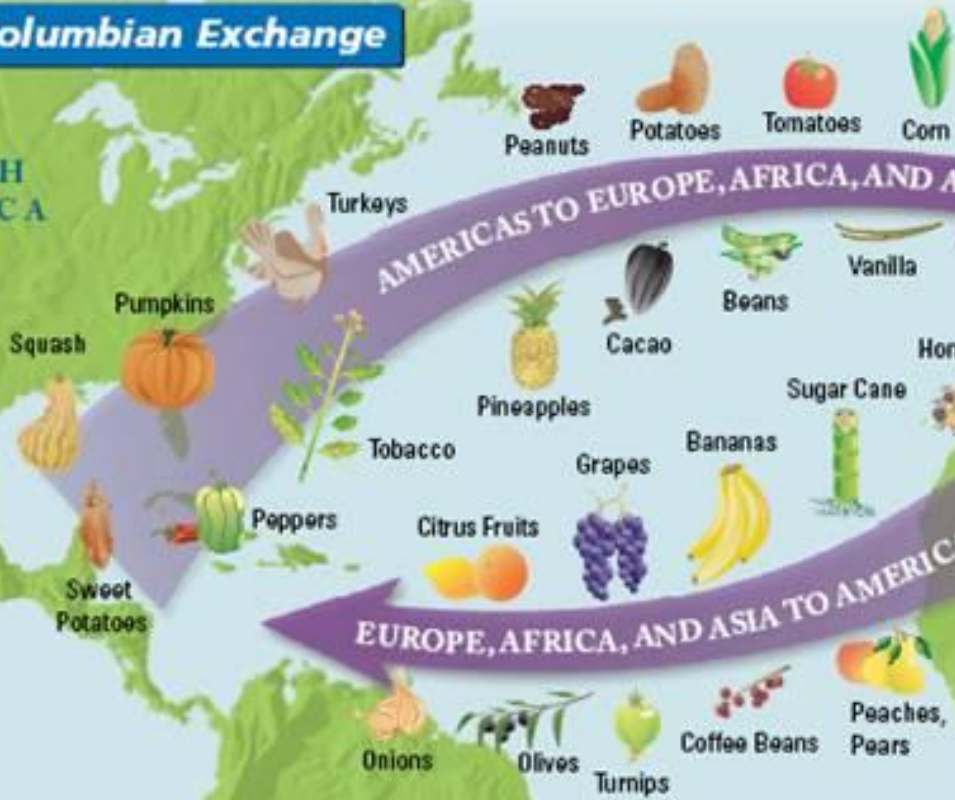 olumbian Exchange
H
CA
Peanuts
Potatoes
Tomatoes
Corn
Turkeys
AMERICAS TO EUROPE, AFRICA, AND A
Pumpkins
Squash
Beans
Vanilla
Cacao
Hon
Pineapples
Sugar Cane
Tobacco
Grapes
Bananas
Peppers
Citrus Fruits
Sweet
Potatoes
EUROPE, AFRICA, AND ASIA TO AMERIC
Onions
Olives
Turnips
Coffee Beans
Peaches,
Pears